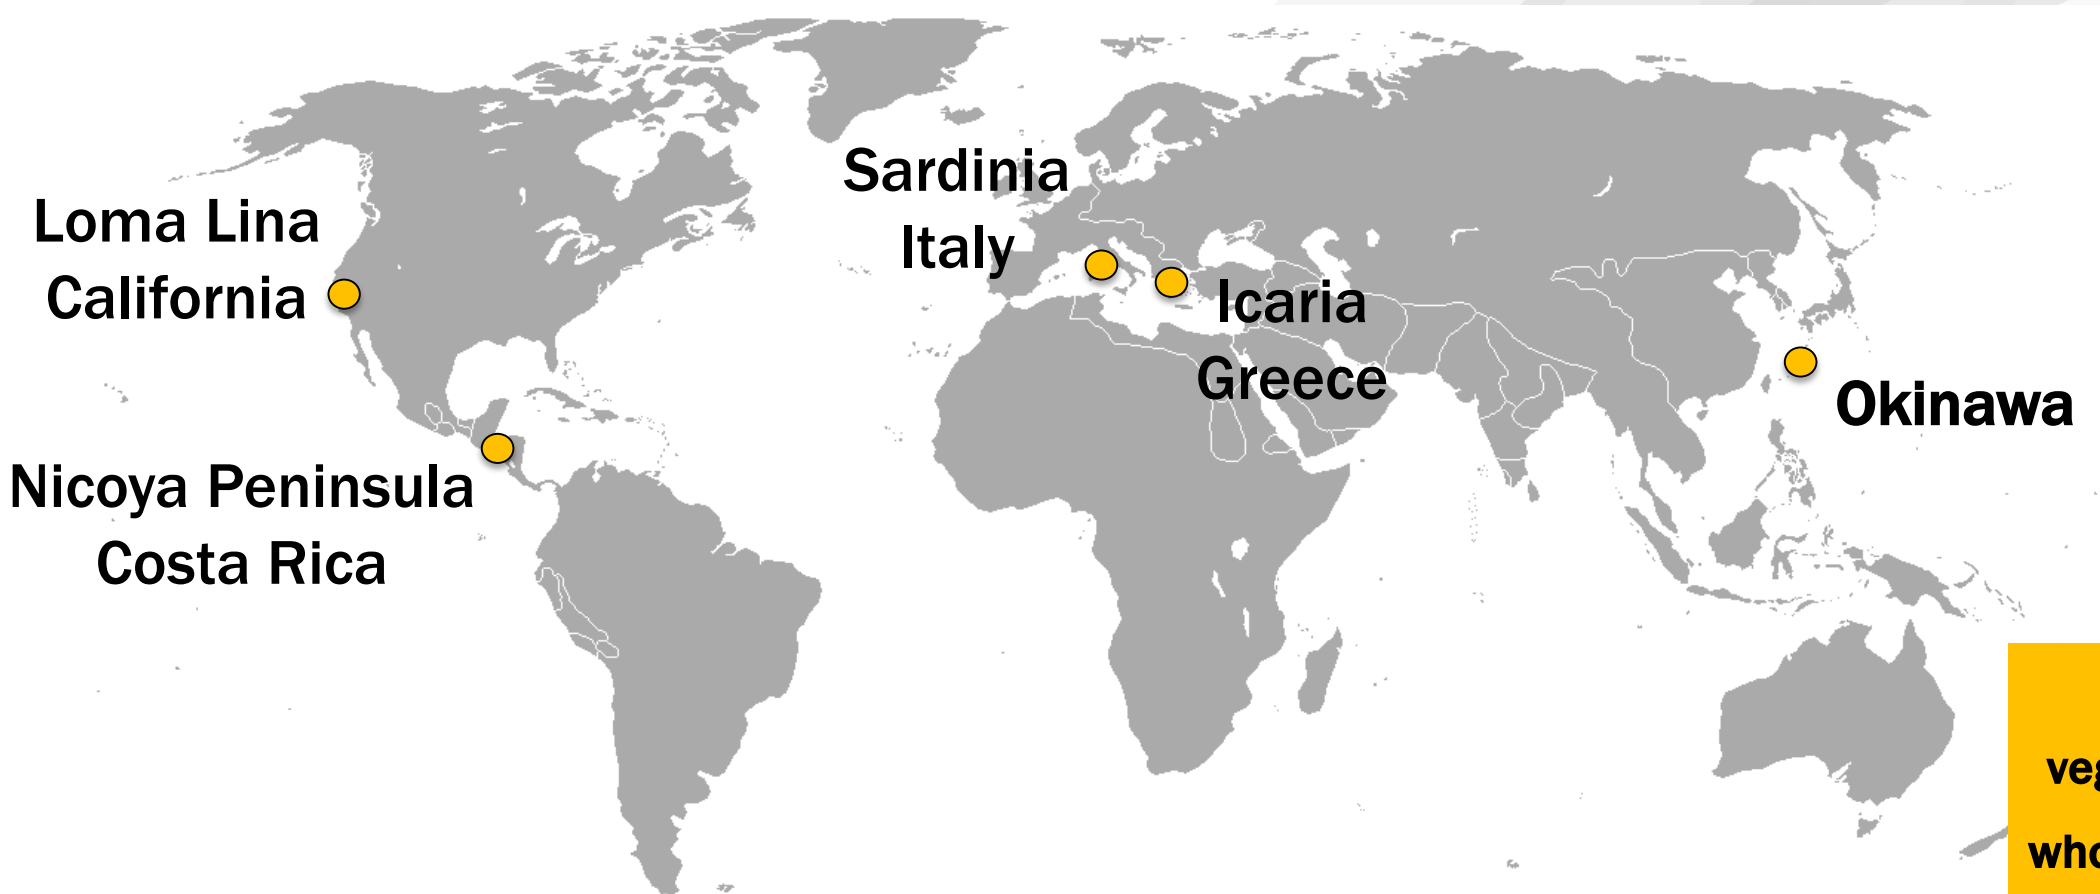 Loma Lina
California
Nicoya Peninsula
Costa Rica
Sardinia
Italy
Icaria
Greece
Okinawa